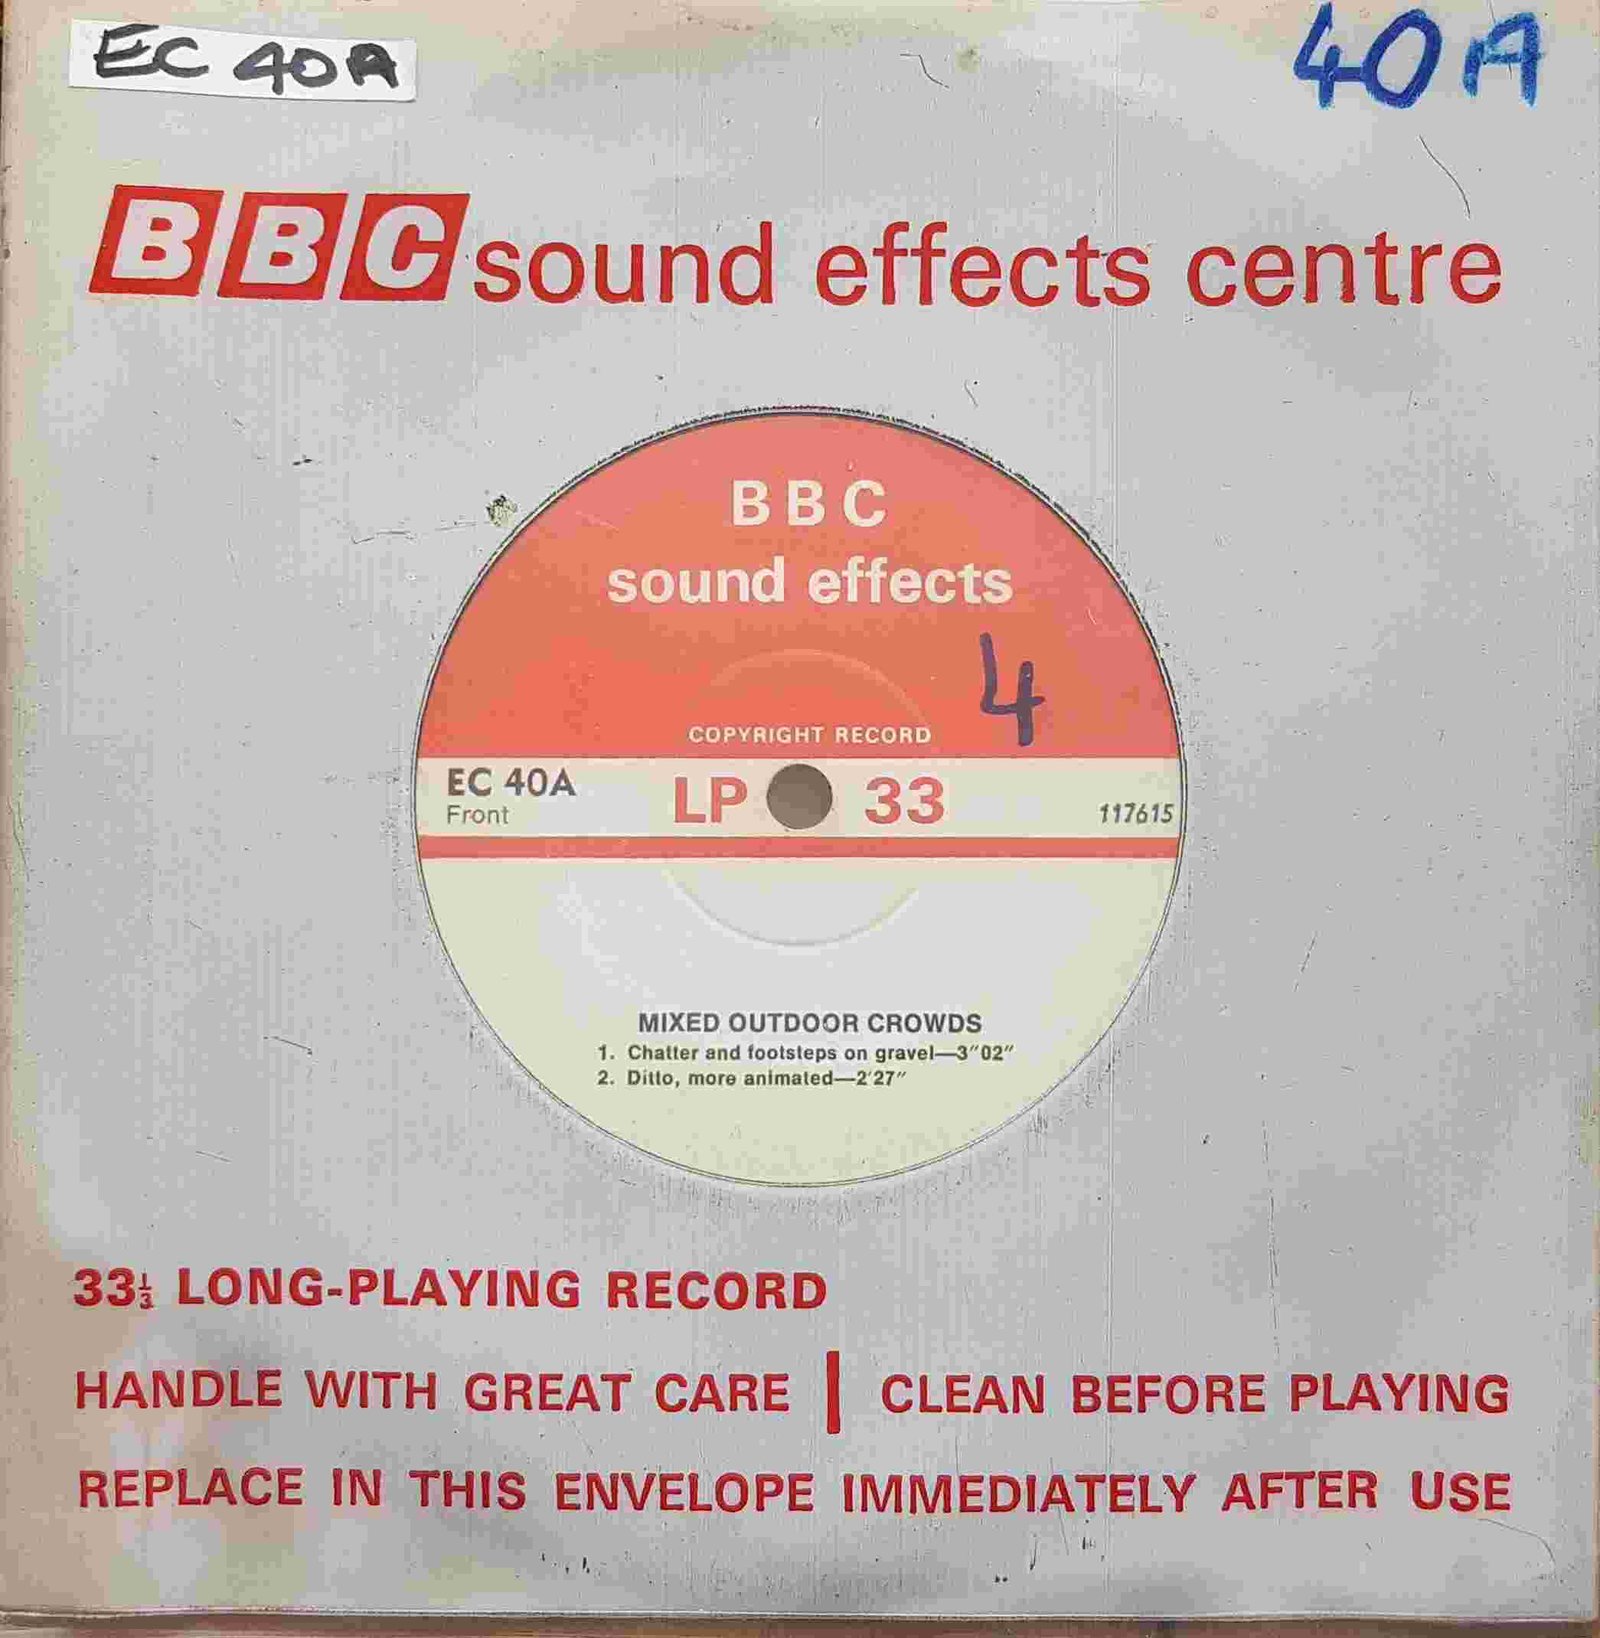 EC 40A
40A
BBC sound effects centre
BBC
sound effects
4
COPYRIGHT RECORD
EC 40A
Front
LP 33
117615
MIXED OUTDOOR CROWDS
1. Chatter and footsteps on gravel—3″02″
2. Ditto, more animated—2′27″
33⅓ LONG-PLAYING RECORD
HANDLE WITH GREAT CARE | CLEAN BEFORE PLAYING
REPLACE IN THIS ENVELOPE IMMEDIATELY AFTER USE